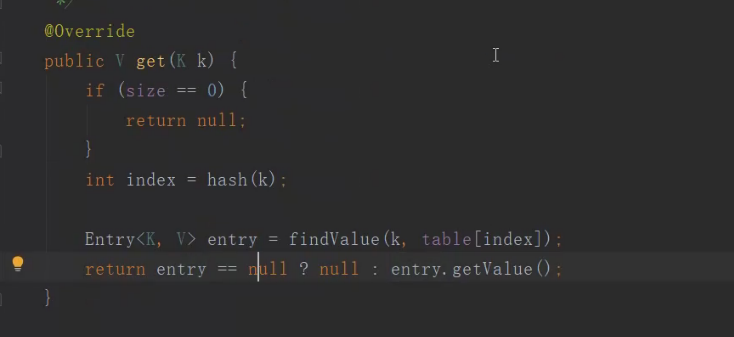 */
@Override
public V get(K k) {
    if (size == 0) {
        return null;
    }
    int index = hash(k);

    Entry<K, V> entry = findValue(k, table[index]);
    return entry == null ? null : entry.getValue();
}